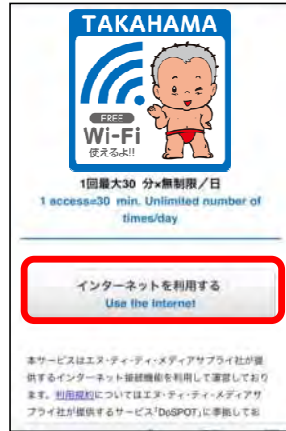 TAKAHAMA
FREE
Wi-Fi
使えるよ!!
1回最大30 分×無制限／日
1 access=30 min. Unlimited number of
times/day
インターネットを利用する
Use the Internet
本サービスはエヌ・ティ・ティ・メディアサプライ社が提
供するインターネット接続機能を利用して運営しており
ます。利用規約についてはエヌ・ティ・ティ・メディアサ
プライ社が提供するサービス「DoSPOT」に準拠してお